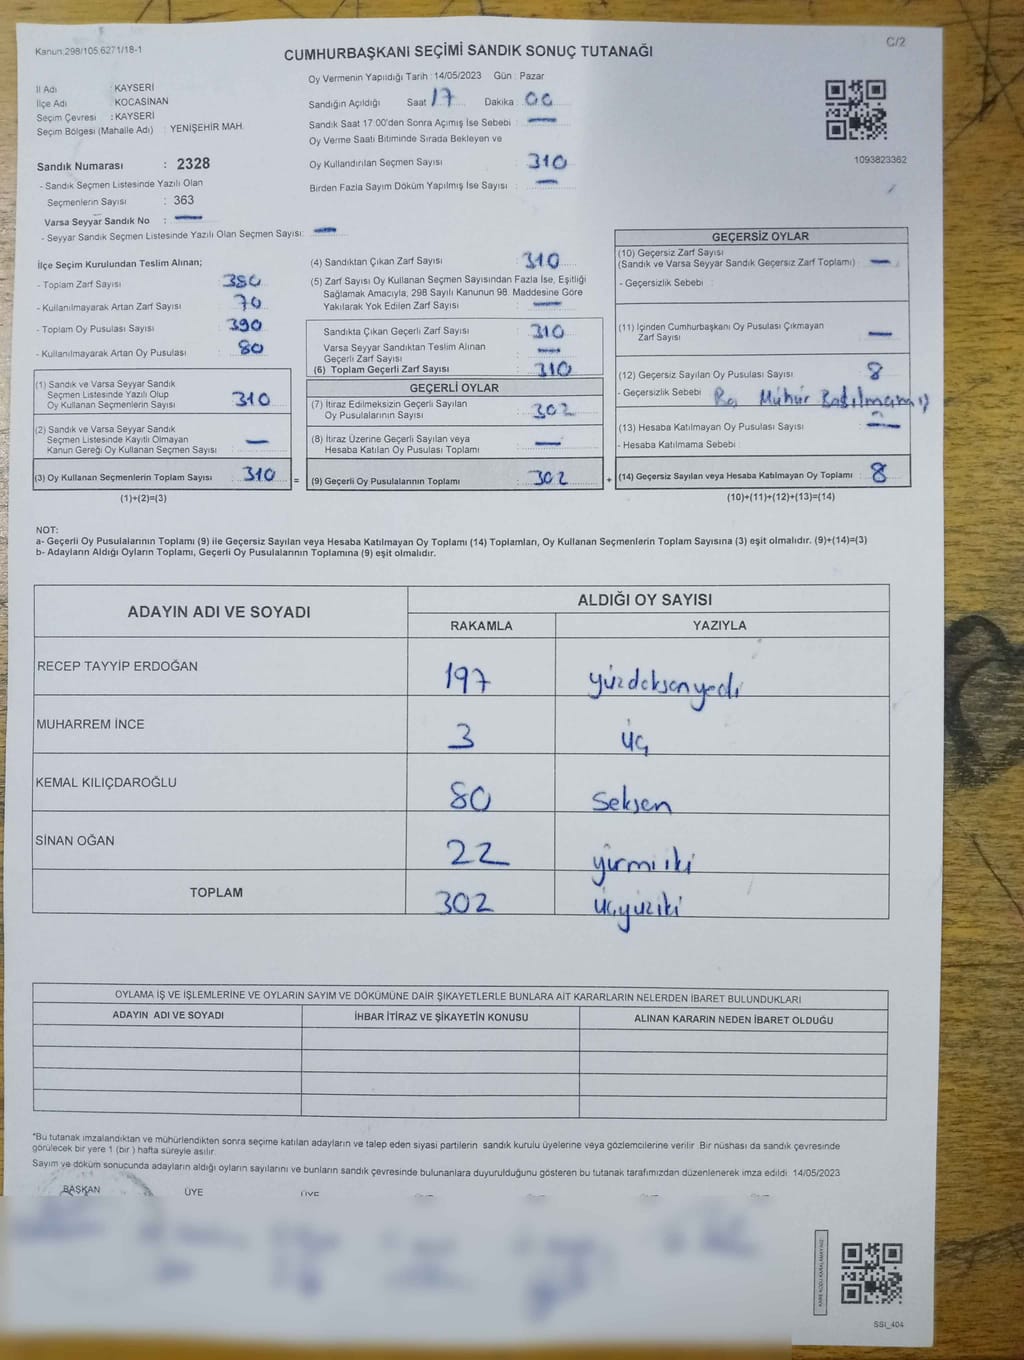 Kanun:298/105,6271/18-1
C/2
CUMHURBAŞKANI SEÇİMİ SANDIK SONUÇ TUTANAĞI
İl Adı : KAYSERİ
İlçe Adı KOCASİNAN
Seçim Çevresi : KAYSERİ
Seçim Bölgesi (Mahalle Adı) : YENİŞEHİR MAH.
Sandık Numarası : 2328
- Sandık Seçmen Listesinde Yazılı Olan
Seçmenlerin Sayısı : 363
Varsa Seyyar Sandık No : —
- Seyyar Sandık Seçmen Listesinde Yazılı Olan Seçmen Sayısı: —
Oy Vermenin Yapıldığı Tarih : 14/05/2023 Gün : Pazar
Sandığın Açıldığı Saat 17 Dakika 00
Sandık Saat 17:00'den Sonra Açımış İse Sebebi : —
Oy Verme Saati Bitiminde Sırada Bekleyen ve
Oy Kullandırılan Seçmen Sayısı : 310
Birden Fazla Sayım Döküm Yapılmış İse Sayısı : —
1093823362
İlçe Seçim Kurulundan Teslim Alınan;
- Toplam Zarf Sayısı : 380
- Kullanılmayarak Artan Zarf Sayısı : 70
- Toplam Oy Pusulası Sayısı : 390
- Kullanılmayarak Artan Oy Pusulası : 80
(1) Sandık ve Varsa Seyyar Sandık
Seçmen Listesinde Yazılı Olup
Oy Kullanan Seçmenlerin Sayısı : 310
(2) Sandık ve Varsa Seyyar Sandık
Seçmen Listesinde Kayıtlı Olmayan
Kanun Gereği Oy Kullanan Seçmen Sayısı : —
(3) Oy Kullanan Seçmenlerin Toplam Sayısı : 310 =
(1)+(2)=(3)
(4) Sandıktan Çıkan Zarf Sayısı : 310
(5) Zarf Sayısı Oy Kullanan Seçmen Sayısından Fazla İse, Eşitliği
Sağlamak Amacıyla, 298 Sayılı Kanunun 98. Maddesine Göre
Yakılarak Yok Edilen Zarf Sayısı : —
Sandıkta Çıkan Geçerli Zarf Sayısı : 310
Varsa Seyyar Sandıktan Teslim Alınan
Geçerli Zarf Sayısı : —
(6) Toplam Geçerli Zarf Sayısı : 310
GEÇERLİ OYLAR
(7) İtiraz Edilmeksizin Geçerli Sayılan
Oy Pusulalarının Sayısı : 302
(8) İtiraz Üzerine Geçerli Sayılan veya
Hesaba Katılan Oy Pusulası Toplamı : —
(9) Geçerli Oy Pusulalarının Toplamı : 302 +
GEÇERSİZ OYLAR
(10) Geçersiz Zarf Sayısı
(Sandık ve Varsa Seyyar Sandık Geçersiz Zarf Toplamı) : —
- Geçersizlik Sebebi :
(11) İçinden Cumhurbaşkanı Oy Pusulası Çıkmayan
Zarf Sayısı : —
(12) Geçersiz Sayılan Oy Pusulası Sayısı : 8
- Geçersizlik Sebebi : Mühür
(13) Hesaba Katılmayan Oy Pusulası Sayısı : —
- Hesaba Katılmama Sebebi :
(14) Geçersiz Sayılan veya Hesaba Katılmayan Oy Toplamı : 8
(10)+(11)+(12)+(13)=(14)
NOT:
a- Geçerli Oy Pusulalarının Toplamı (9) ile Geçersiz Sayılan veya Hesaba Katılmayan Oy Toplamı (14) Toplamları, Oy Kullanan Seçmenlerin Toplam Sayısına (3) eşit olmalıdır. (9)+(14)=(3)
b- Adayların Aldığı Oyların Toplamı, Geçerli Oy Pusulalarının Toplamına (9) eşit olmalıdır.
ADAYIN ADI VE SOYADI
ALDIĞI OY SAYISI
RAKAMLA YAZIYLA
RECEP TAYYİP ERDOĞAN 197 yüzdoksanyedi
MUHARREM İNCE 3 üç
KEMAL KILIÇDAROĞLU 80 Seksen
SİNAN OĞAN 22 yirmi iki
TOPLAM 302 üçyüziki
OYLAMA İŞ VE İŞLEMLERİNE VE OYLARIN SAYIM VE DÖKÜMÜNE DAİR ŞİKAYETLERLE BUNLARA AİT KARARLARIN NELERDEN İBARET BULUNDUKLARI
ADAYIN ADI VE SOYADI İHBAR İTİRAZ VE ŞİKAYETİN KONUSU ALINAN KARARIN NEDEN İBARET OLDUĞU
*Bu tutanak imzalandıktan ve mühürlendikten sonra seçime katılan adayların ve talep eden siyasi partilerin sandık kurulu üyelerine veya gözlemcilerine verilir. Bir nüshası da sandık çevresinde
görülecek bir yere 1 (bir ) hafta süreyle asılır.
Sayım ve döküm sonucunda adayların aldığı oyların sayılarını ve bunların sandık çevresinde bulunanlara duyurulduğunu gösteren bu tutanak tarafımızdan düzenlenerek imza edildi. 14/05/2023
BAŞKAN ÜYE ÜYE
SSİ_404